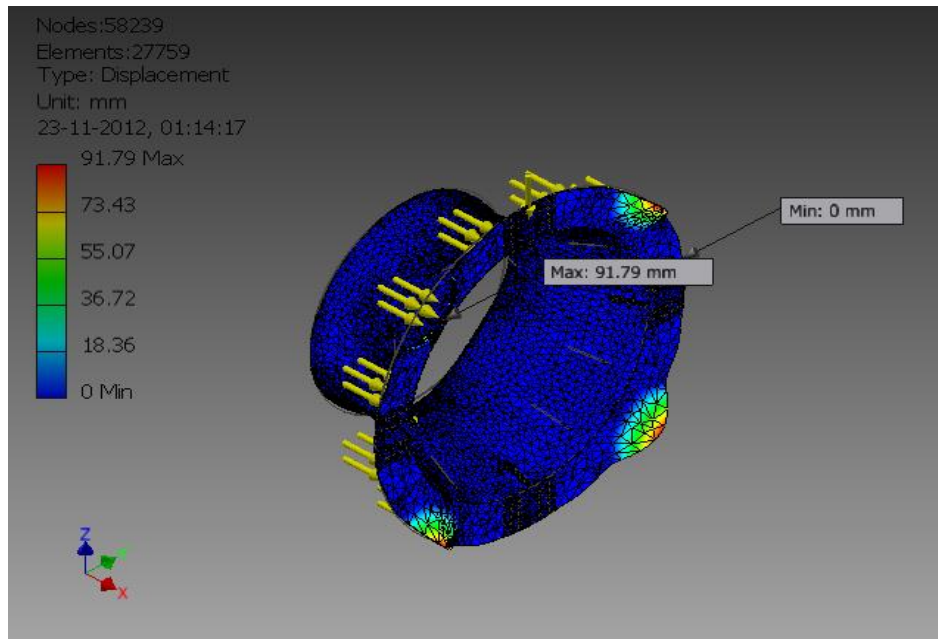 Nodes:58239
Elements:27759
Type: Displacement
Unit: mm
23-11-2012, 01:14:17
91.79 Max
73.43
55.07
36.72
18.36
0 Min
Min: 0 mm
Max: 91.79 mm
Z
X